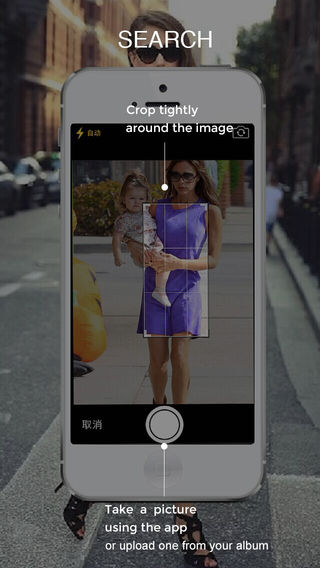 SEARCH
Crop tightly
around the image
自动
取消
Take a picture
using the app
or upload one from your album